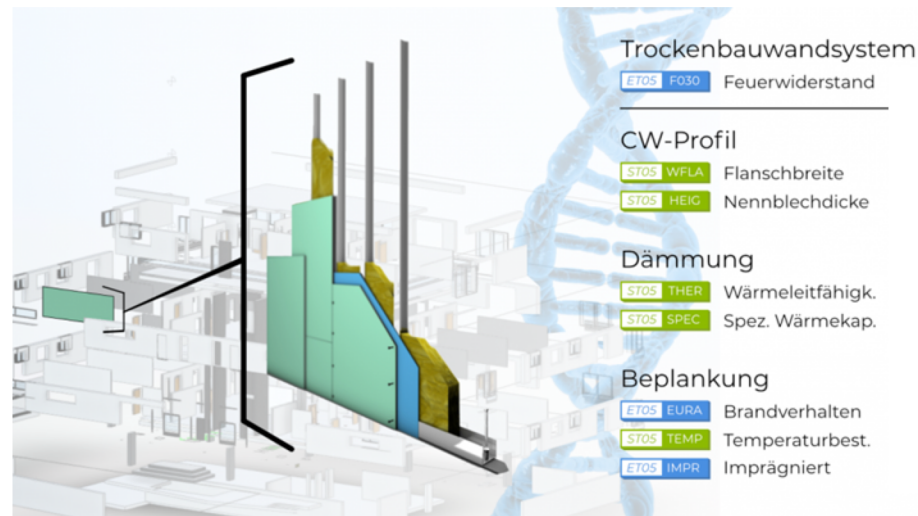 Trockenbauwandsystem
ET05 F030 Feuerwiderstand
CW-Profil
ST05 WFLA Flanschbreite
ST05 HEIG Nennblechdicke
Dämmung
ST05 THER Wärmeleitfähigk.
ST05 SPEC Spez. Wärmekap.
Beplankung
ET05 EURA Brandverhalten
ST05 TEMP Temperaturbest.
ET05 IMPR Imprägniert